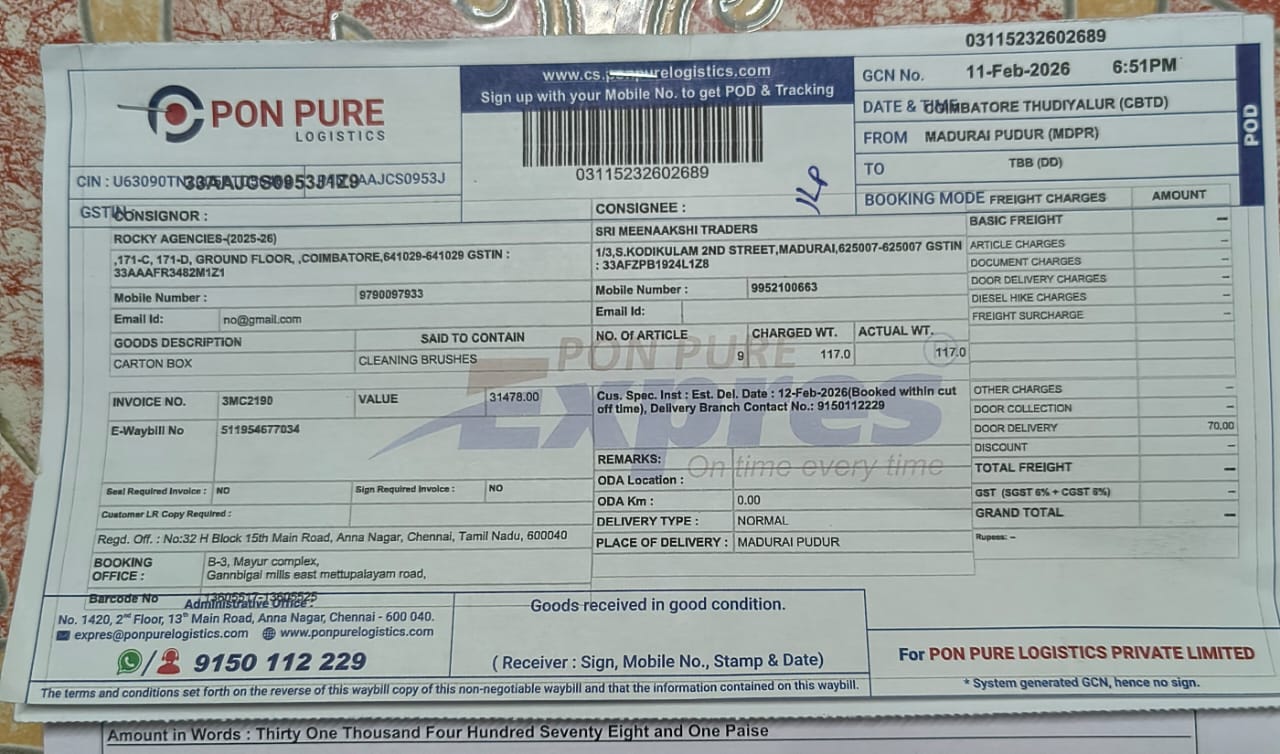 03115232602689
PON PURE
LOGISTICS
www.cs.ponpurelogistics.com
Sign up with your Mobile No. to get POD & Tracking
03115232602689
GCN No. 11-Feb-2026 6:51PM
DATE & TIME COIMBATORE THUDIYALUR (CBTD)
FROM MADURAI PUDUR (MDPR)
TO TBB (DD)
BOOKING MODE
POD
CIN : 33AAUCS0953J1Z9 AAJCS0953J
GSTIN
CONSIGNOR :
ROCKY AGENCIES-(2025-26)
,171-C, 171-D, GROUND FLOOR, ,COIMBATORE,641029-641029 GSTIN :
33AAAFR3482M1Z1
Mobile Number : 9790097933
Email Id: no@gmail.com
GOODS DESCRIPTION SAID TO CONTAIN
CARTON BOX CLEANING BRUSHES
INVOICE NO. 3MC2190 VALUE 31478.00
E-Waybill No 511954677034
Seal Required Invoice : NO Sign Required Invoice : NO
Customer LR Copy Required :
Regd. Off. : No:32 H Block 15th Main Road, Anna Nagar, Chennai, Tamil Nadu, 600040
BOOKING OFFICE : B-3, Mayur complex,
Gannbigal mills east mettupalayam road,
Barcode No 13605517-13605525
CONSIGNEE :
SRI MEENAAKSHI TRADERS
1/3,S.KODIKULAM 2ND STREET,MADURAI,625007-625007 GSTIN
: 33AFZPB1924L1Z8
Mobile Number : 9952100663
Email Id:
NO. OF ARTICLE CHARGED WT. ACTUAL WT.
9 117.0 117.0
PON PURE
Expres
On time every time
Cus. Spec. Inst : Est. Del. Date : 12-Feb-2026(Booked within cut
off time), Delivery Branch Contact No.: 9150112229
REMARKS:
ODA Location :
ODA Km : 0.00
DELIVERY TYPE : NORMAL
PLACE OF DELIVERY : MADURAI PUDUR
FREIGHT CHARGES AMOUNT
BASIC FREIGHT –
ARTICLE CHARGES –
DOCUMENT CHARGES –
DOOR DELIVERY CHARGES –
DIESEL HIKE CHARGES –
FREIGHT SURCHARGE –
OTHER CHARGES –
DOOR COLLECTION –
DOOR DELIVERY 70.00
DISCOUNT –
TOTAL FREIGHT –
GST (SGST 6% + CGST 6%) –
GRAND TOTAL –
Rupees: –
Administrative Office :
No. 1420, 2nd Floor, 13th Main Road, Anna Nagar, Chennai - 600 040.
expres@ponpurelogistics.com www.ponpurelogistics.com
9150 112 229
Goods received in good condition.
( Receiver : Sign, Mobile No., Stamp & Date)
For PON PURE LOGISTICS PRIVATE LIMITED
* System generated GCN, hence no sign.
The terms and conditions set forth on the reverse of this waybill copy of this non-negotiable waybill and that the information contained on this waybill.
Amount in Words : Thirty One Thousand Four Hundred Seventy Eight and One Paise